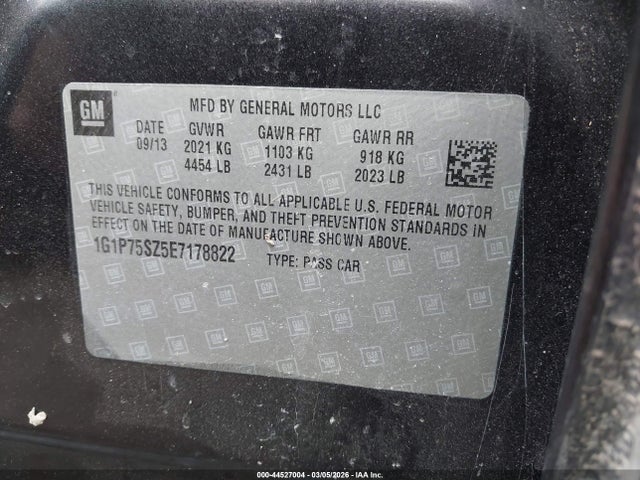 GM
MFD BY GENERAL MOTORS LLC
DATE GVWR GAWR FRT GAWR RR
09/13 2021 KG 1103 KG 918 KG
4454 LB 2431 LB 2023 LB
THIS VEHICLE CONFORMS TO ALL APPLICABLE U.S. FEDERAL MOTOR
VEHICLE SAFETY, BUMPER, AND THEFT PREVENTION STANDARDS IN
EFFECT ON THE DATE OF MANUFACTURE SHOWN ABOVE.
1G1P75SZ5E7178822 TYPE: PASS CAR
000-44527004 | 03/05/2026 | IAA Inc.